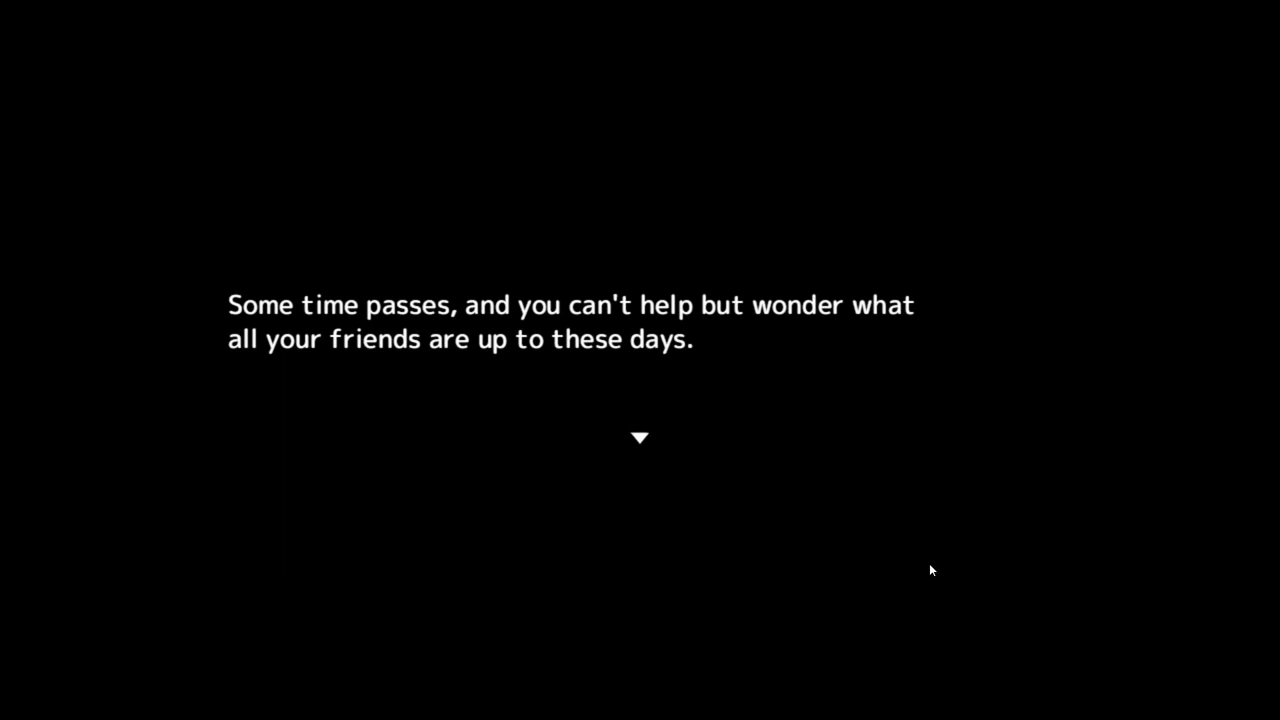 Some time passes, and you can't help but wonder what
all your friends are up to these days.